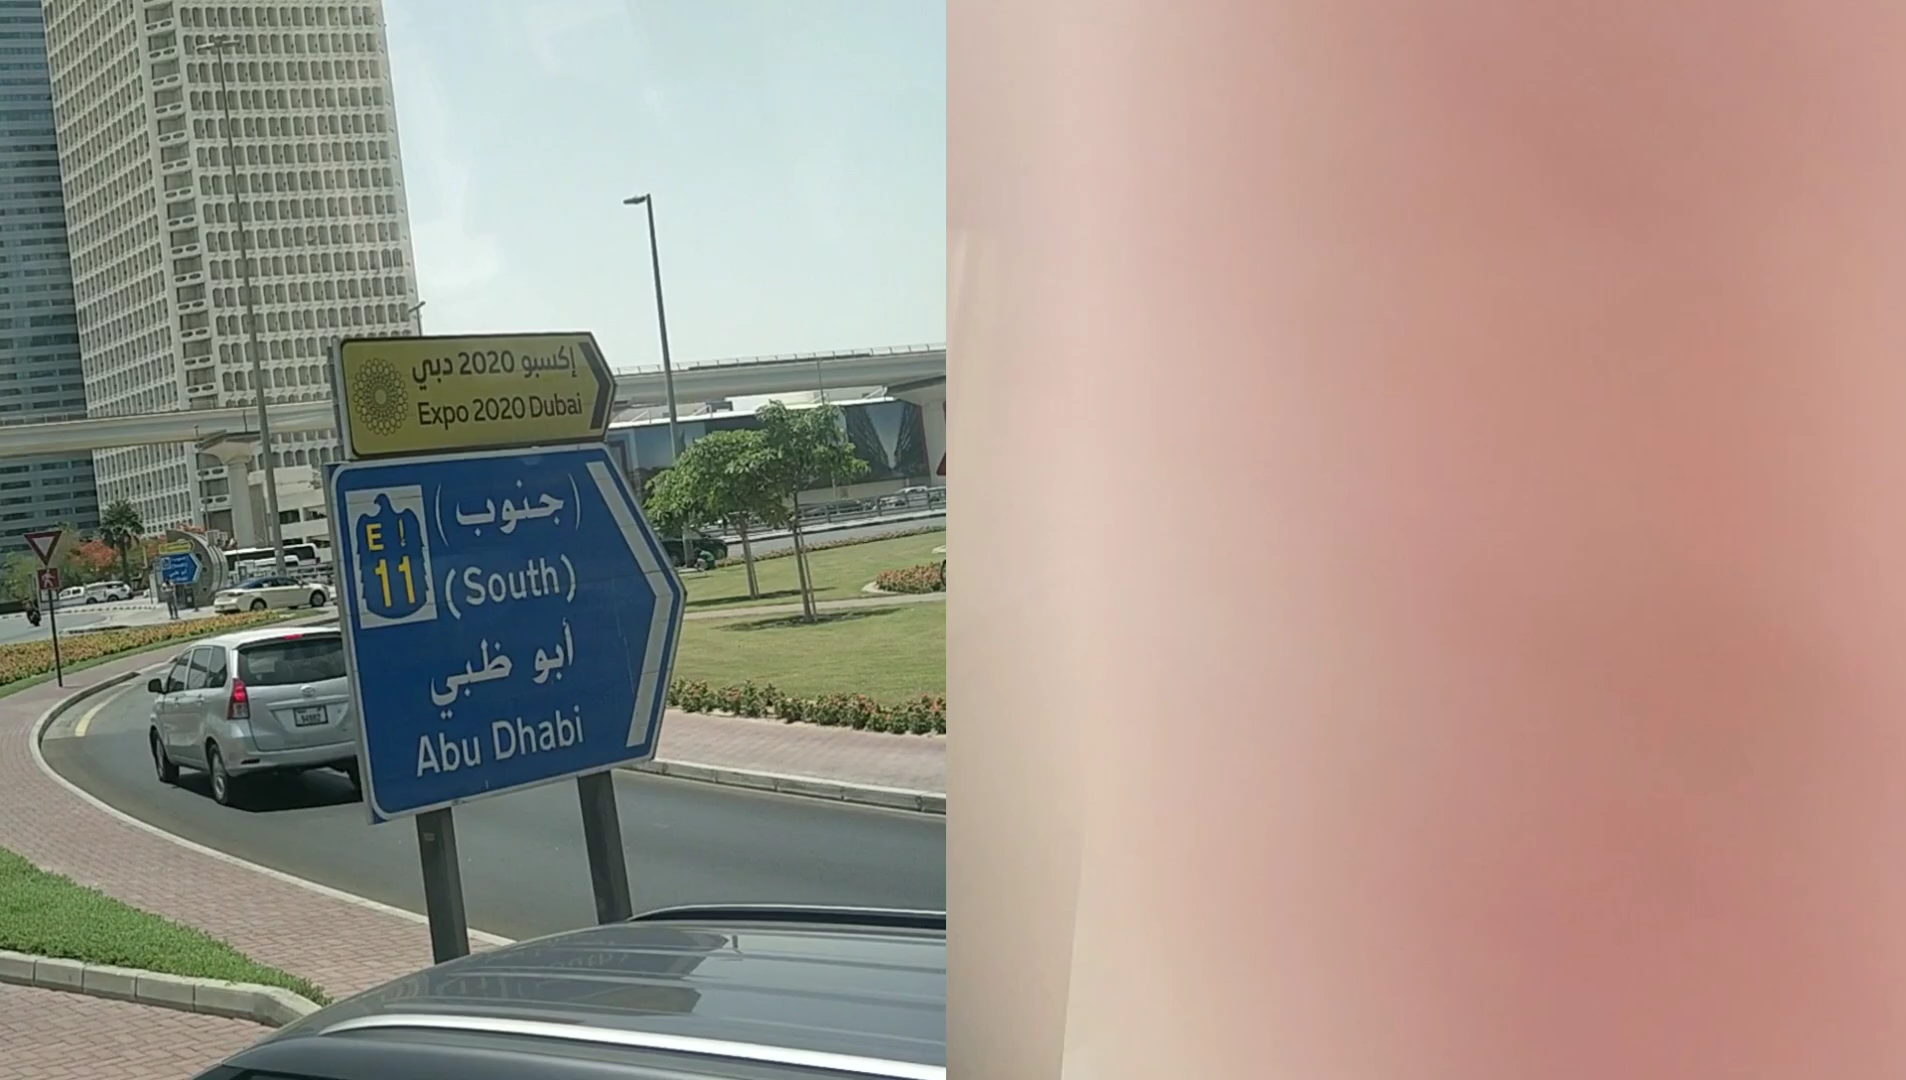 إكسبو 2020 دبي
Expo 2020 Dubai
(جنوب)
E إ
11
(South)
أبو ظبي
Abu Dhabi